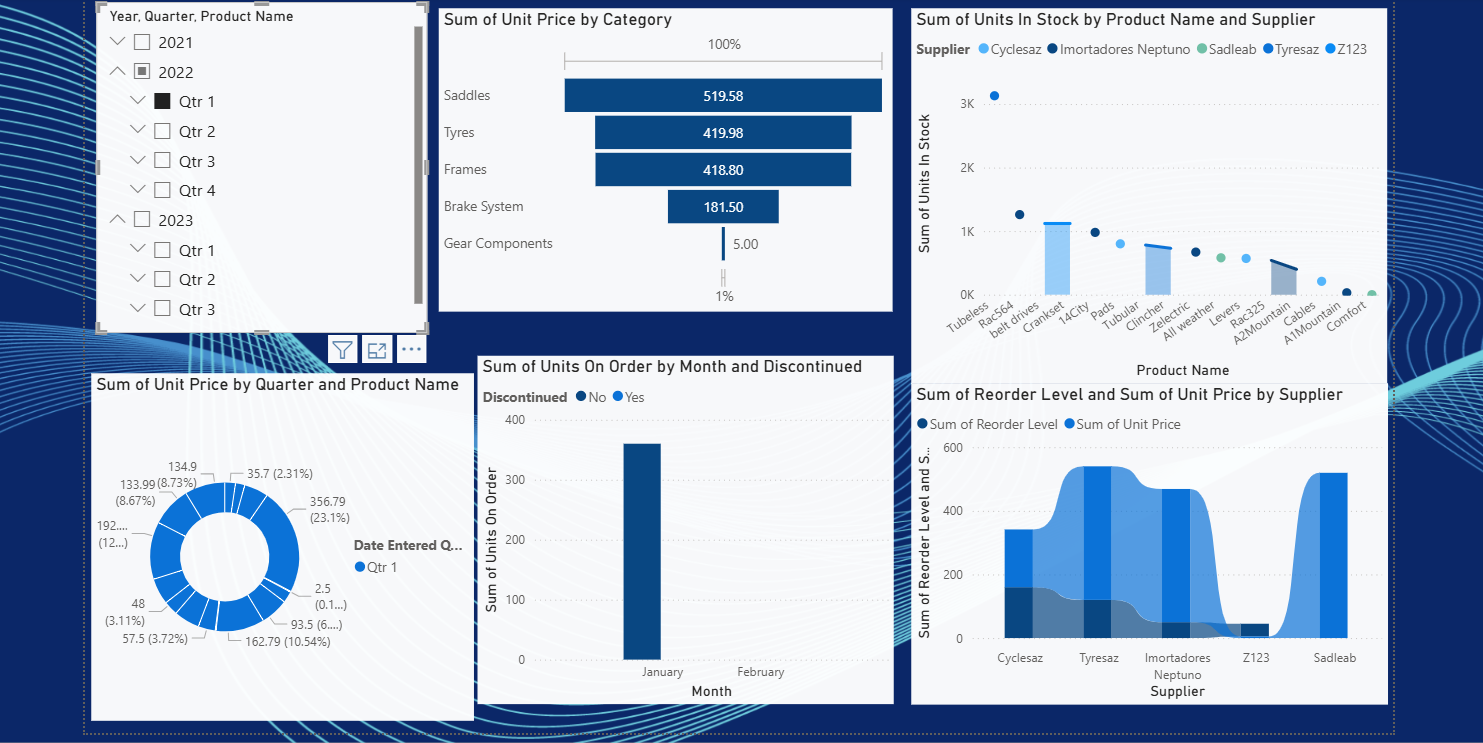 Year, Quarter, Product Name
2021
2022
Qtr 1
Qtr 2
Qtr 3
Qtr 4
2023
Qtr 1
Qtr 2
Qtr 3
Sum of Unit Price by Category
100%
Saddles 519.58
Tyres 419.98
Frames 418.80
Brake System 181.50
Gear Components 5.00
1%
Sum of Units In Stock by Product Name and Supplier
Supplier Cyclesaz Imortadores Neptuno Sadleab Tyresaz Z123
Sum of Units In Stock
3K
2K
1K
0K
Tubeless
Rac564
belt drives
Crankset
14City
Pads
Tubular
Clincher
Zelectric
All weather
Levers
Rac325
A2Mountain
Cables
A1Mountain
Comfort
Product Name
Sum of Unit Price by Quarter and Product Name
134.9
(8.73%)
35.7 (2.31%)
133.99
(8.67%)
356.79
(23.1%)
192....
(12...)
2.5
(0.1...)
48
(3.11%)
93.5 (6....)
57.5 (3.72%)
162.79 (10.54%)
Date Entered Q...
Qtr 1
Sum of Units On Order by Month and Discontinued
Discontinued No Yes
Sum of Units On Order
400
300
200
100
0
January February
Month
Sum of Reorder Level and Sum of Unit Price by Supplier
Sum of Reorder Level Sum of Unit Price
Sum of Reorder Level and S...
600
400
200
0
Cyclesaz Tyresaz Imortadores Z123 Sadleab
Neptuno
Supplier